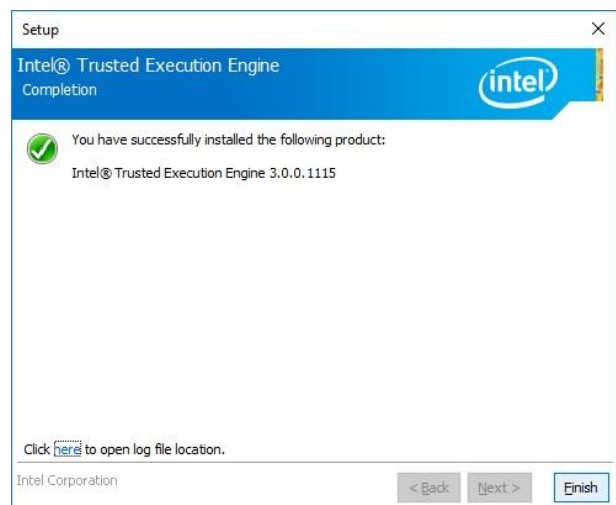 Setup
Intel® Trusted Execution Engine
Completion
intel
You have successfully installed the following product:
Intel® Trusted Execution Engine 3.0.0.1115
Click here to open log file location.
Intel Corporation
< Back Next > Finish